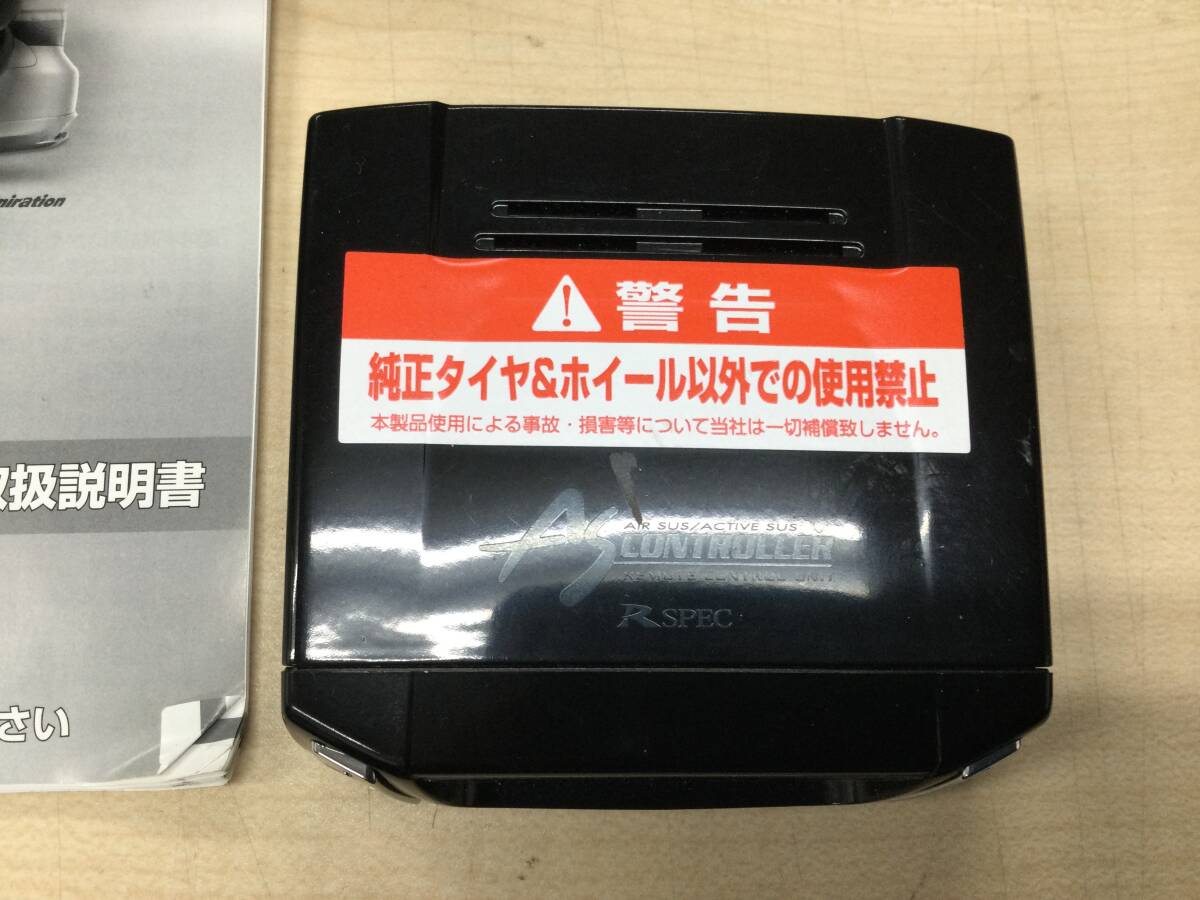 miration
取扱説明書
さい
警告
純正タイヤ&ホイール以外での使用禁止
本製品使用による事故・損害等について当社は一切補償致しません。
AIR SUS/ACTIVE SUS
AS CONTROLLER
REMOTE CONTROL UNIT
R SPEC